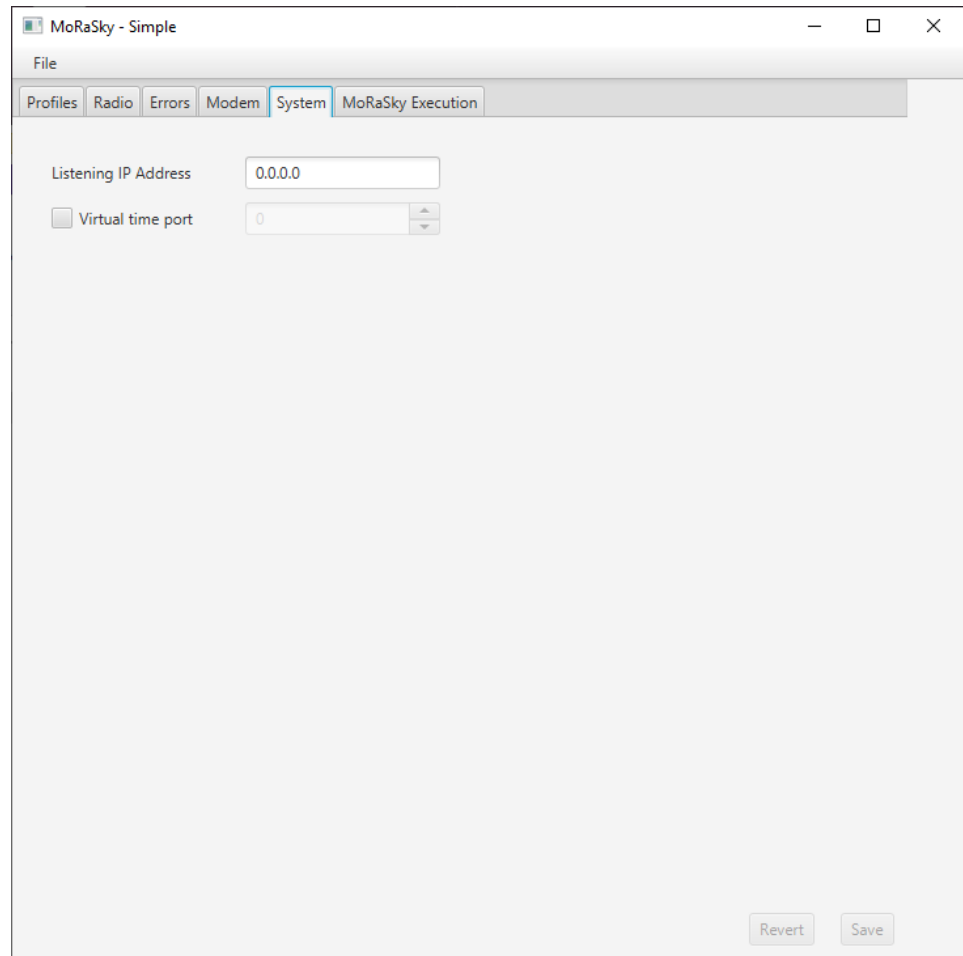 MoRaSky - Simple
File
Profiles Radio Errors Modem System MoRaSky Execution
Listening IP Address 0.0.0.0
Virtual time port 0
Revert Save